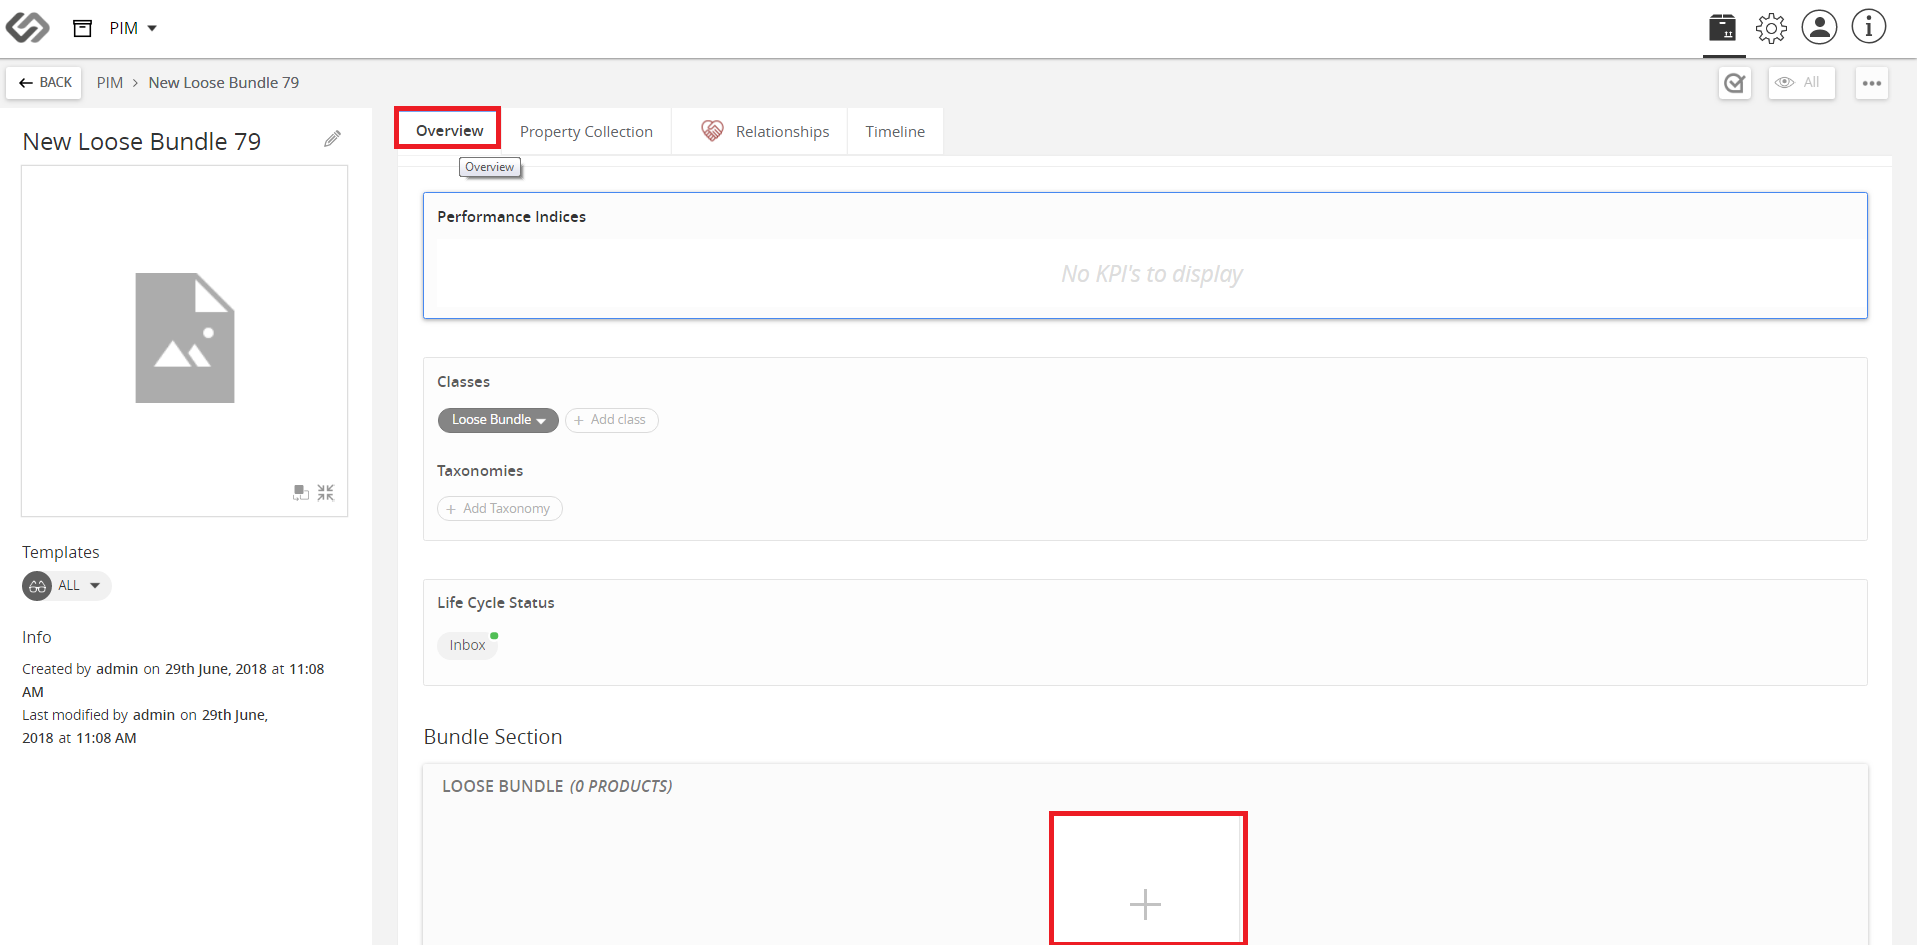 PIM
BACK
PIM > New Loose Bundle 79
All
New Loose Bundle 79
Templates
ALL
Info
Created by admin on 29th June, 2018 at 11:08
AM
Last modified by admin on 29th June,
2018 at 11:08 AM
Overview
Property Collection
Relationships
Timeline
Overview
Performance Indices
No KPI's to display
Classes
Loose Bundle
+ Add class
Taxonomies
+ Add Taxonomy
Life Cycle Status
Inbox
Bundle Section
LOOSE BUNDLE (0 PRODUCTS)